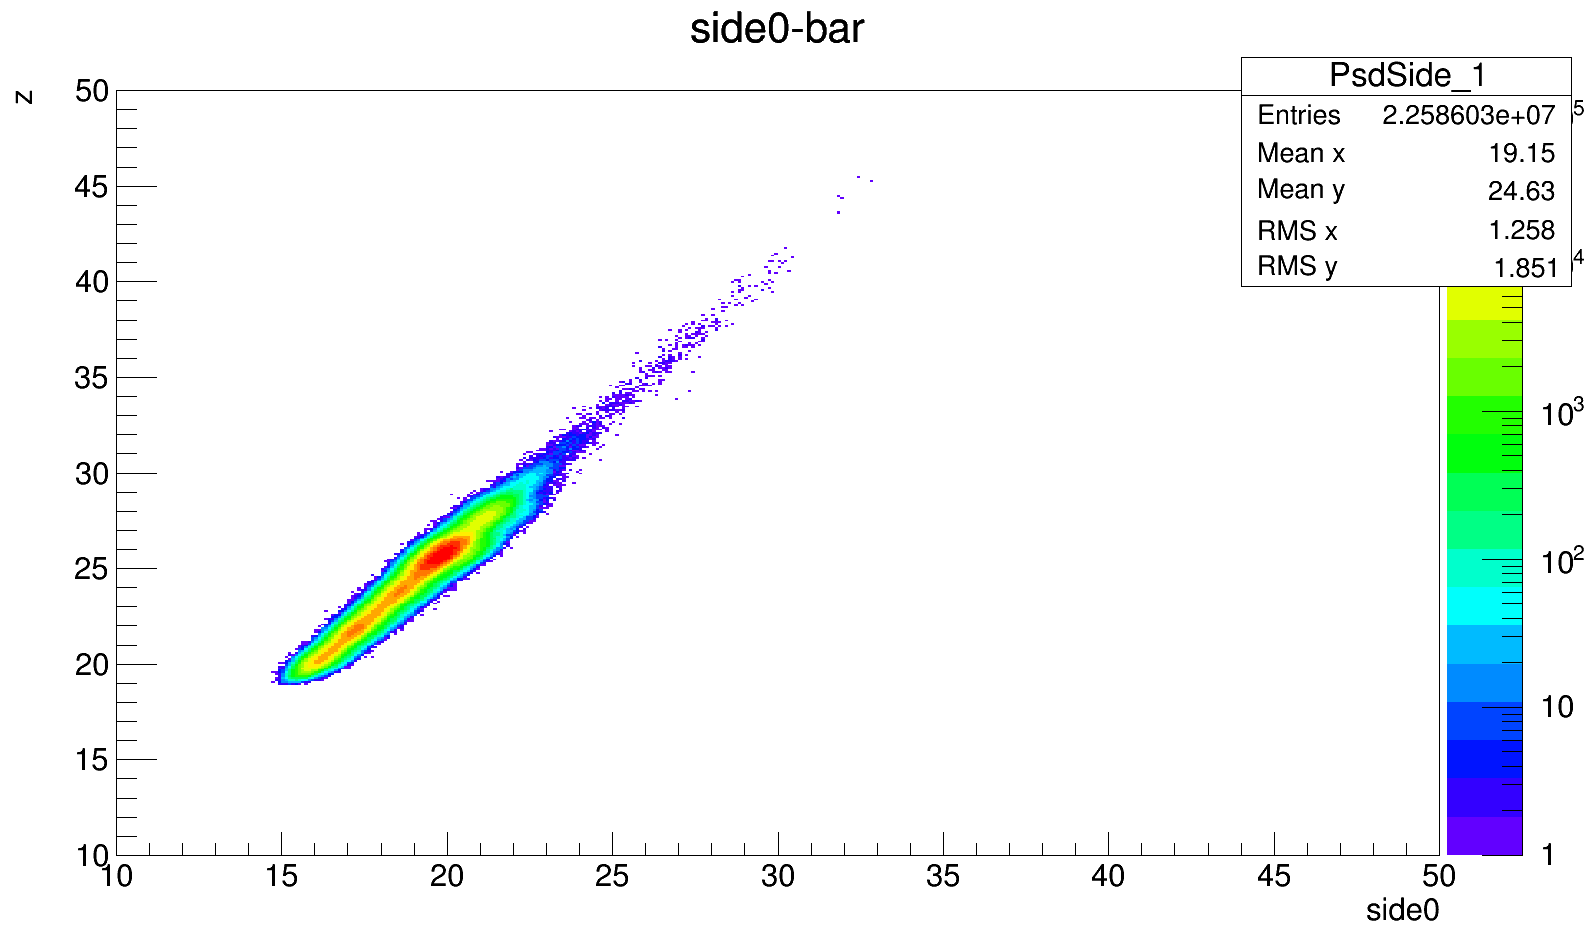 side0-bar
z
PsdSide_1
Entries 2.258603e+07
Mean x 19.15
Mean y 24.63
RMS x 1.258
RMS y 1.851
50
45
40
35
30
25
20
15
10
10 15 20 25 30 35 40 45 50
side0
5
4
10³
10²
10
1